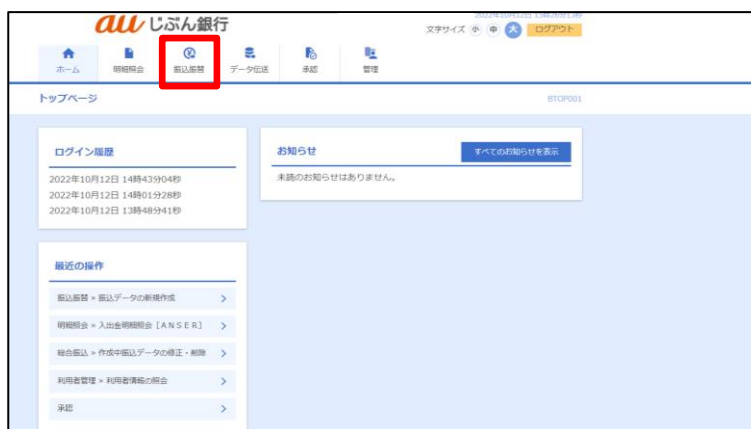 au じぶん銀行
文字サイズ 小 中 大 ログアウト
ホーム 明細照会 振込振替 データ伝送 承認 管理
トップページ BTOP001
ログイン履歴
2022年10月12日 14時43分04秒
2022年10月12日 14時01分28秒
2022年10月12日 13時48分41秒
お知らせ すべてのお知らせを表示
未読のお知らせはありません。
最近の操作
振込振替 » 振込データの新規作成
明細照会 » 入出金明細照会［ＡＮＳＥＲ］
総合振込 » 作成中振込データの修正・削除
利用者管理 » 利用者情報の照会
承認